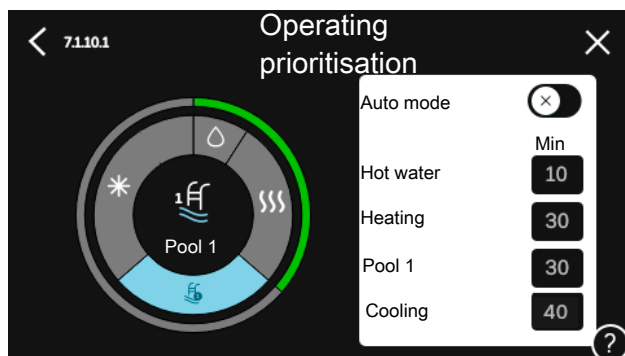 7.1.10.1
Operating
prioritisation
Auto mode
Min
Hot water 10
Heating 30
Pool 1 30
Cooling 40
1
Pool 1
1
?